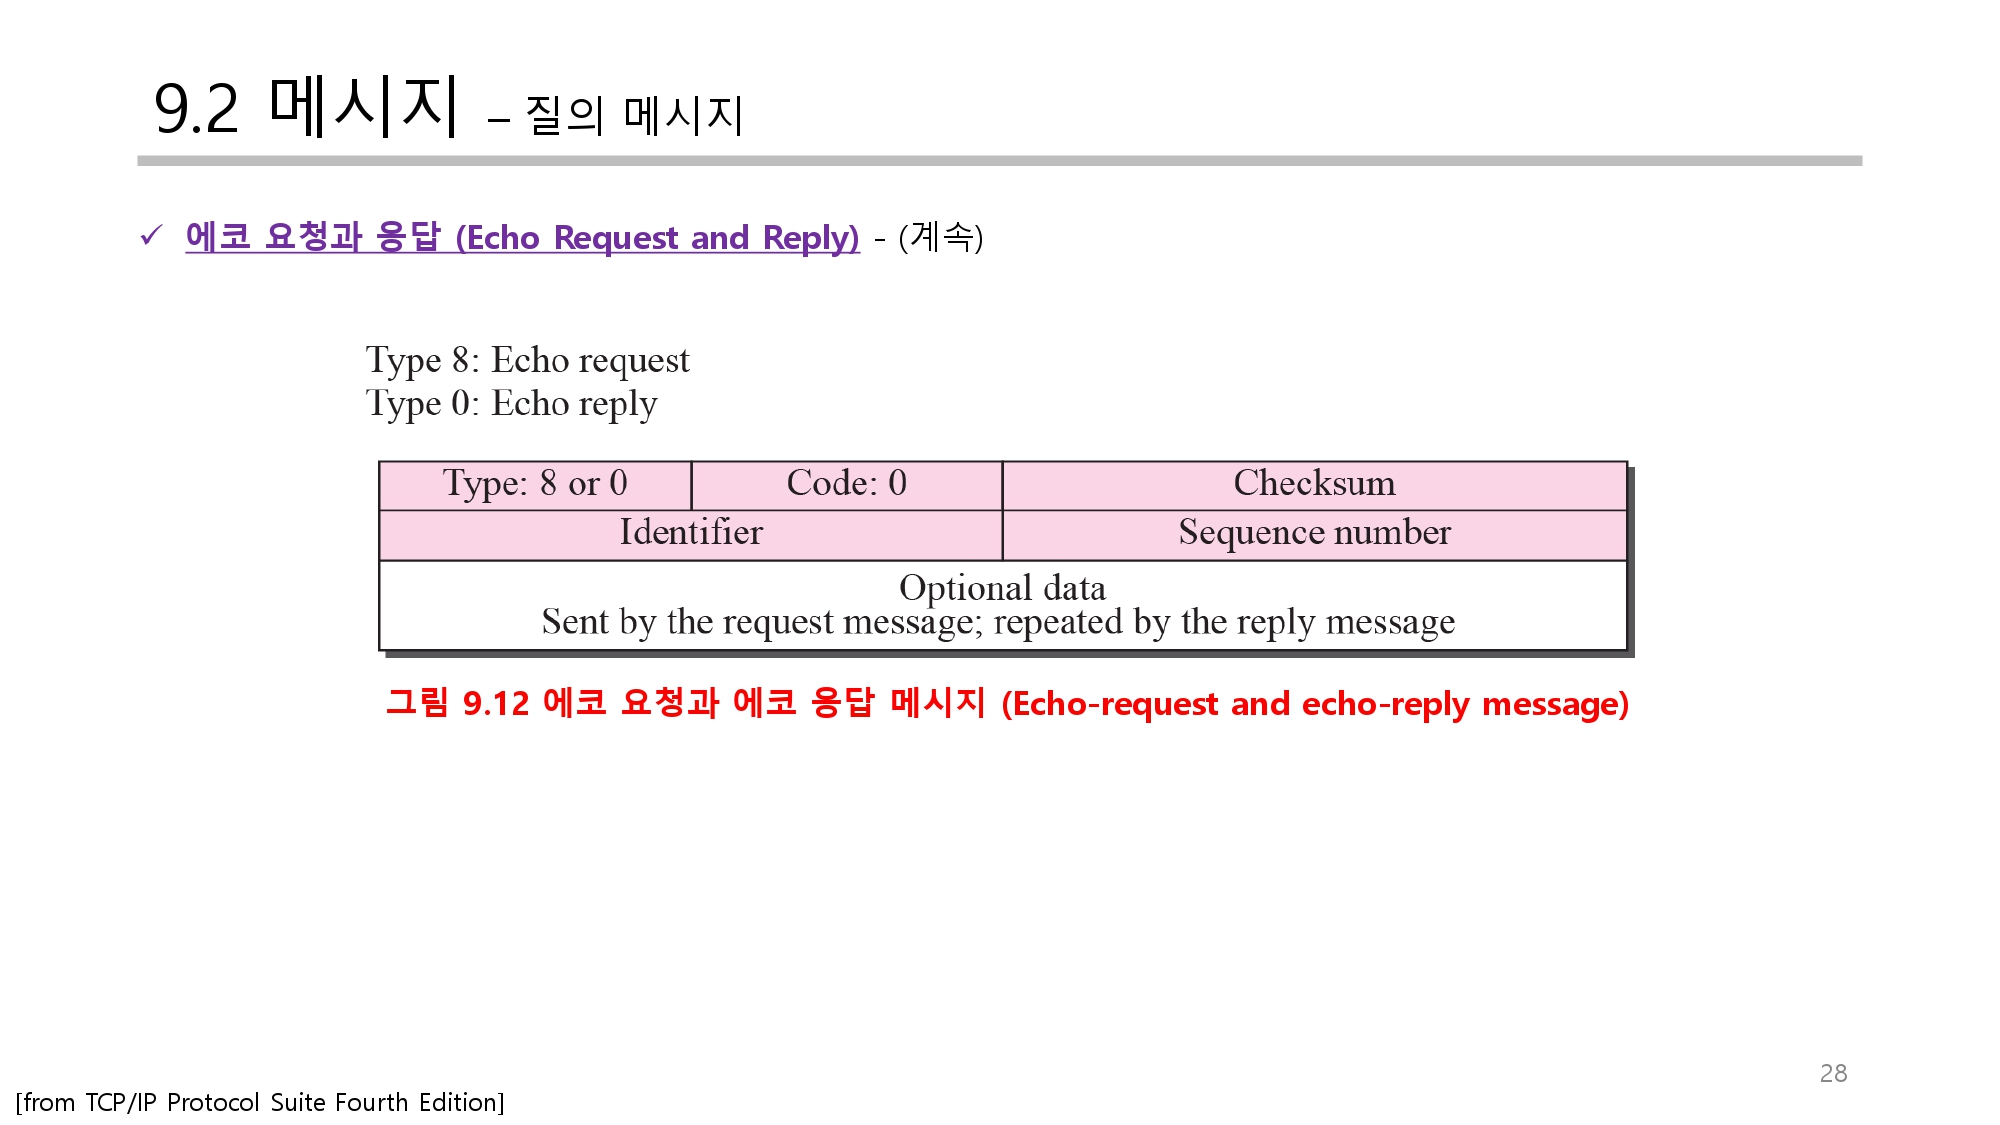 9.2 메시지 – 질의 메시지
✓ 에코 요청과 응답 (Echo Request and Reply) - (계속)
Type 8: Echo request
Type 0: Echo reply
Type: 8 or 0 Code: 0 Checksum
Identifier Sequence number
Optional data
Sent by the request message; repeated by the reply message
그림 9.12 에코 요청과 에코 응답 메시지 (Echo-request and echo-reply message)
28
[from TCP/IP Protocol Suite Fourth Edition]